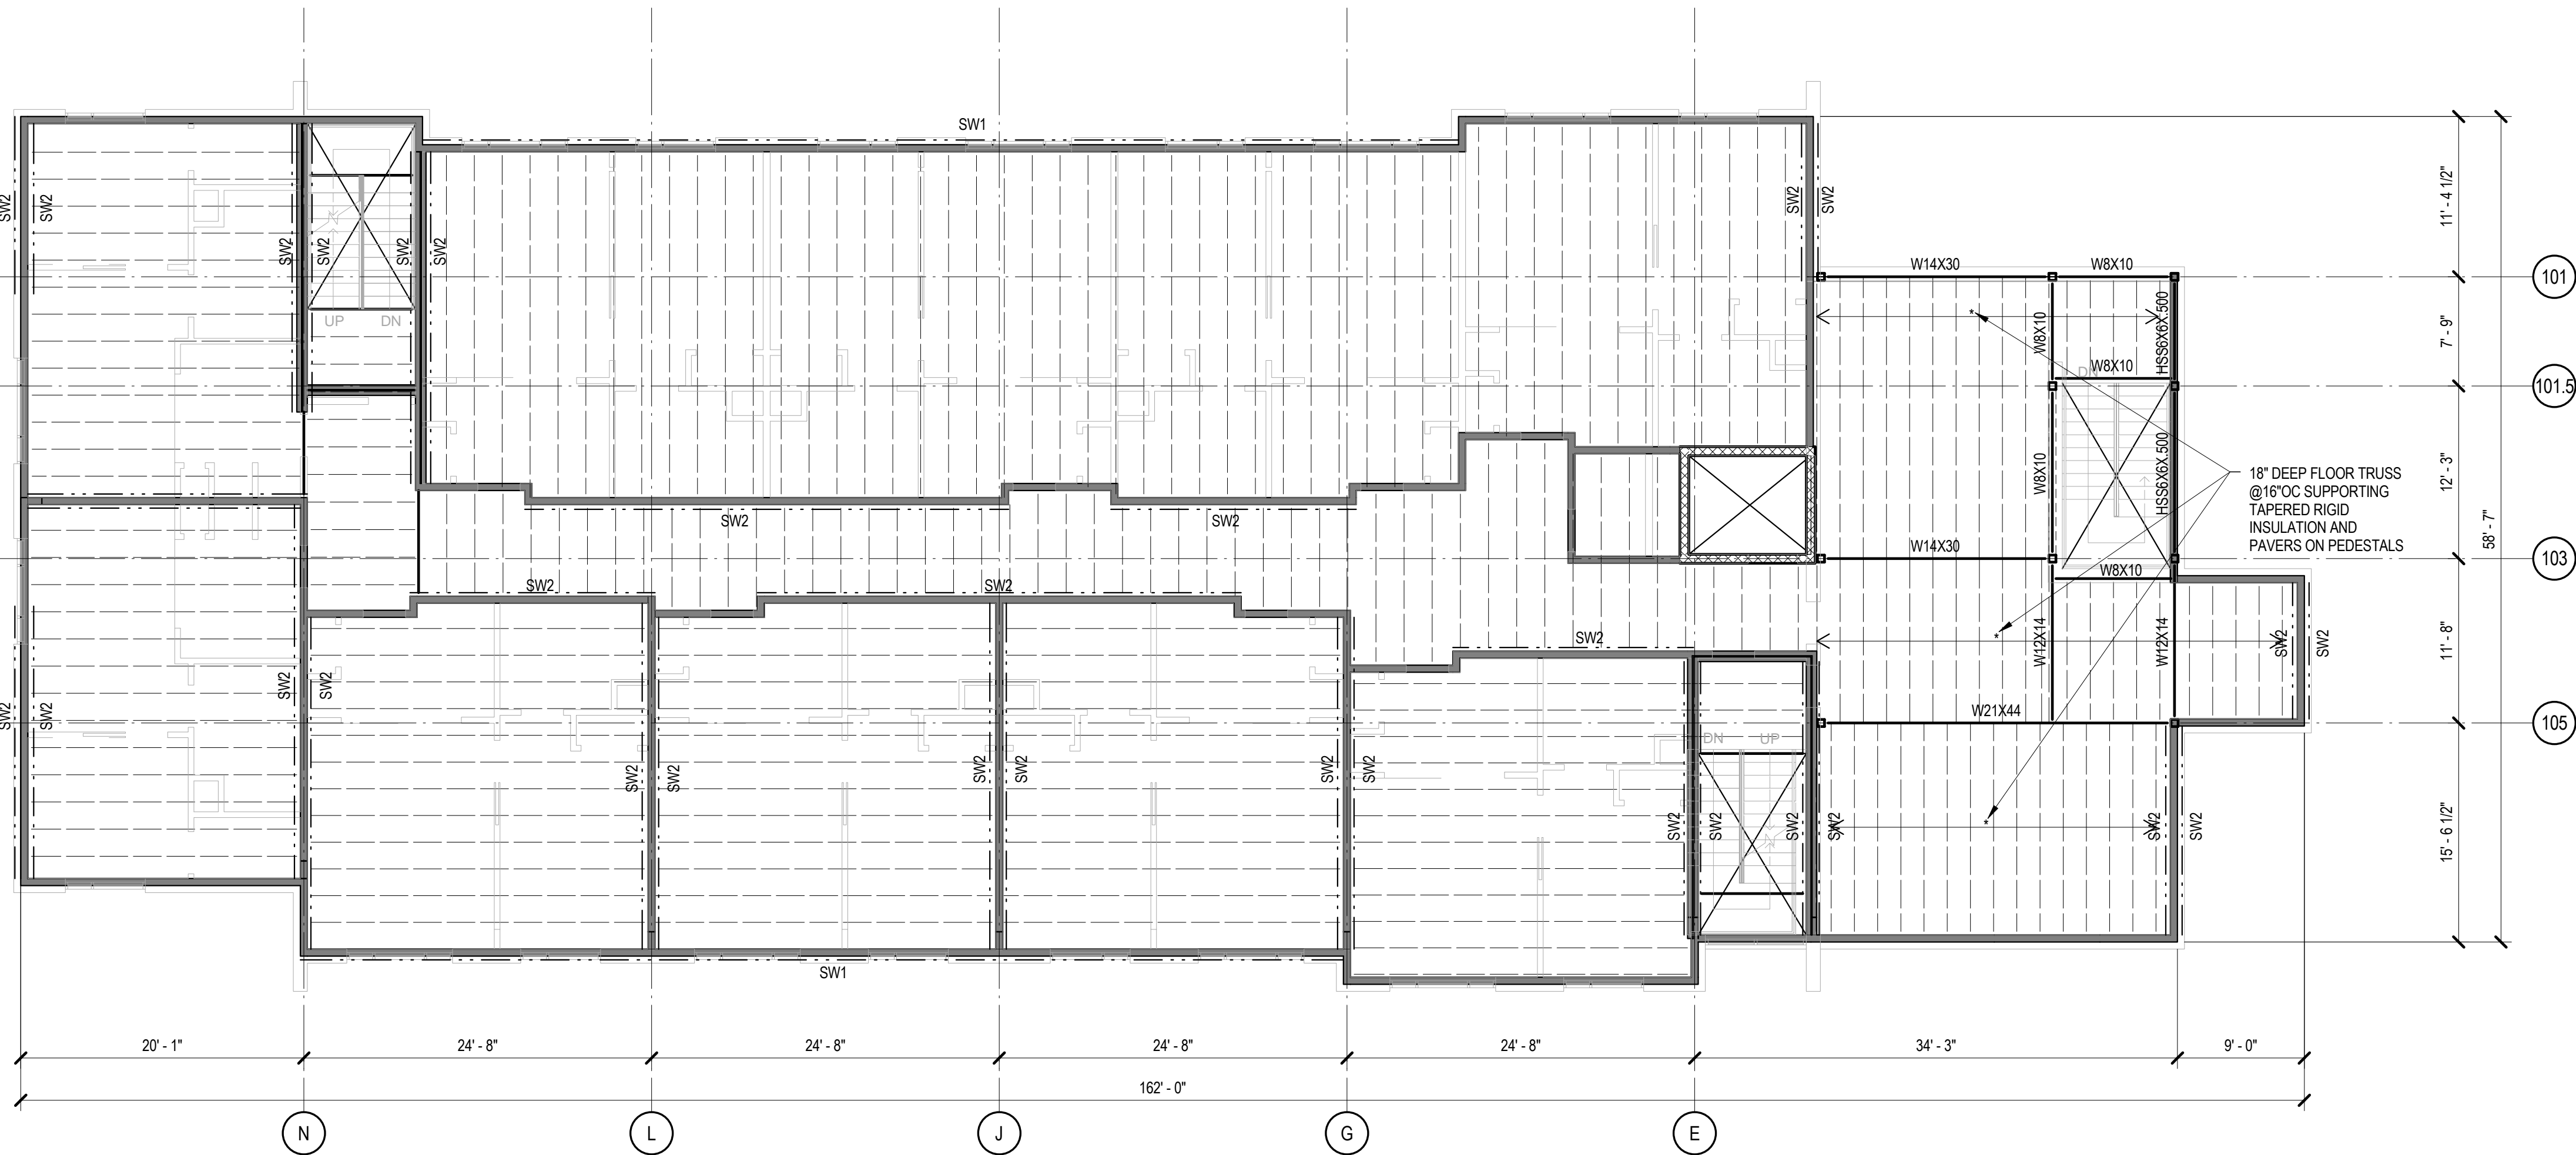 SW1
SW2
SW2
SW2
SW2
SW2
SW2
SW2
SW2
UP DN
11' - 4 1/2"
W14X30
W8X10
101
W8X10
HSS6X6X.500
7' - 9"
W8X10
DN
101.5
W8X10
HSS6X6X.500
12' - 3"
58' - 7"
18" DEEP FLOOR TRUSS
@16"OC SUPPORTING
TAPERED RIGID
INSULATION AND
PAVERS ON PEDESTALS
*
*
*
SW2
SW2
W14X30
103
W8X10
SW2
SW2
SW2
W12X14
W12X14
11' - 8"
SW2
SW2
SW2
SW2
SW2
SW2
W21X44
105
DN UP
SW2
SW2
SW2
SW2
SW2
SW2
SW2
SW2
SW2
SW2
SW2
SW2
15' - 6 1/2"
SW1
20' - 1"
24' - 8"
24' - 8"
24' - 8"
24' - 8"
34' - 3"
9' - 0"
162' - 0"
N
L
J
G
E